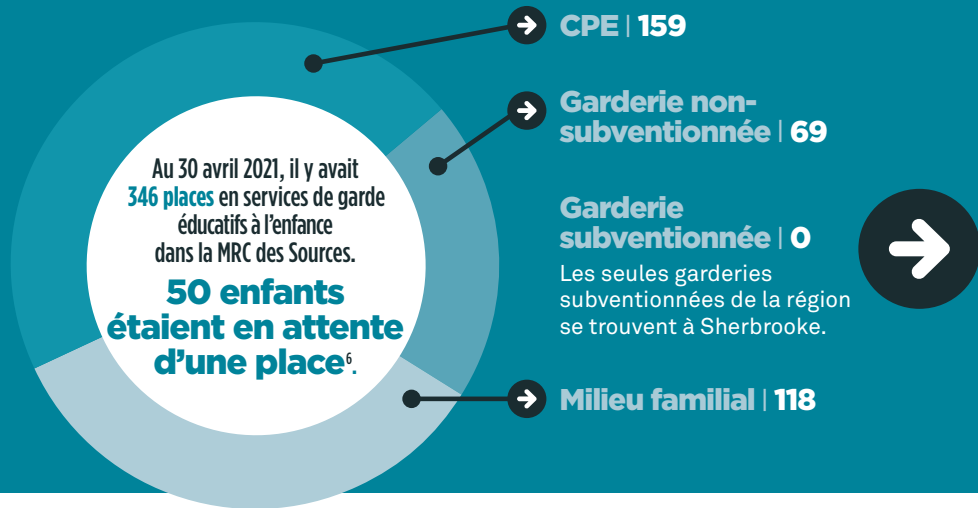 Au 30 avril 2021, il y avait
346 places en services de garde
éducatifs à l'enfance
dans la MRC des Sources.
50 enfants
étaient en attente
d'une place⁶.
CPE | 159
Garderie non-
subventionnée | 69
Garderie
subventionnée | 0
Les seules garderies
subventionnées de la région
se trouvent à Sherbrooke.
Milieu familial | 118